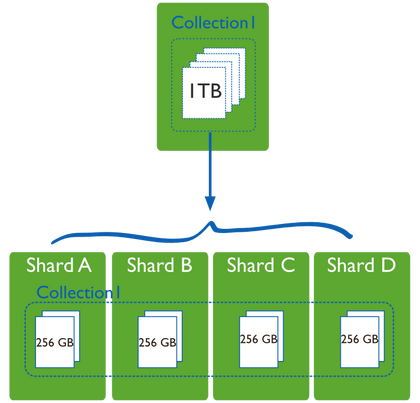 Collection1
1TB
Shard A
Shard B
Shard C
Shard D
Collection1
256 GB
256 GB
256 GB
256 GB